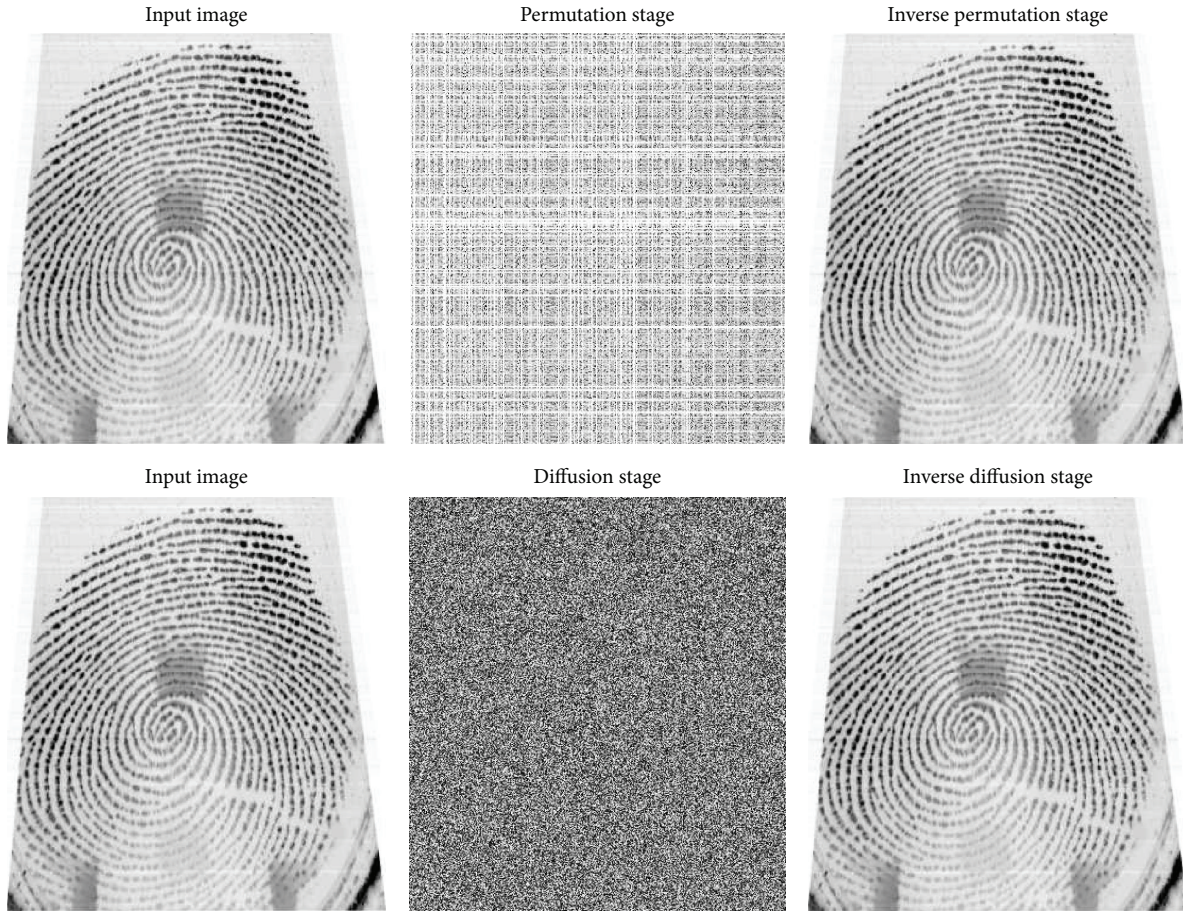 Input image
Permutation stage
Inverse permutation stage
Input image
Diffusion stage
Inverse diffusion stage